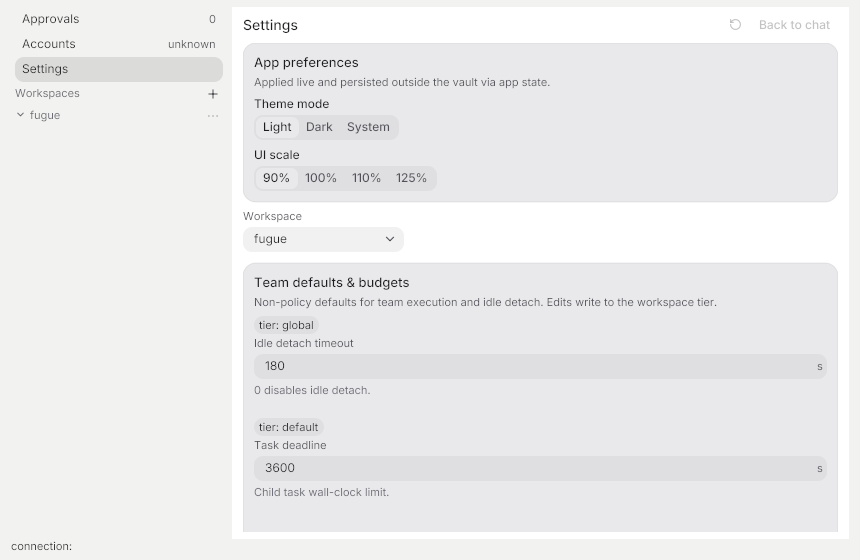 Approvals 0
Accounts unknown
Settings
Workspaces +
fugue ...
connection:
Settings
Back to chat
App preferences
Applied live and persisted outside the vault via app state.
Theme mode
Light Dark System
UI scale
90% 100% 110% 125%
Workspace
fugue
Team defaults & budgets
Non-policy defaults for team execution and idle detach. Edits write to the workspace tier.
tier: global
Idle detach timeout
180 s
0 disables idle detach.
tier: default
Task deadline
3600 s
Child task wall-clock limit.